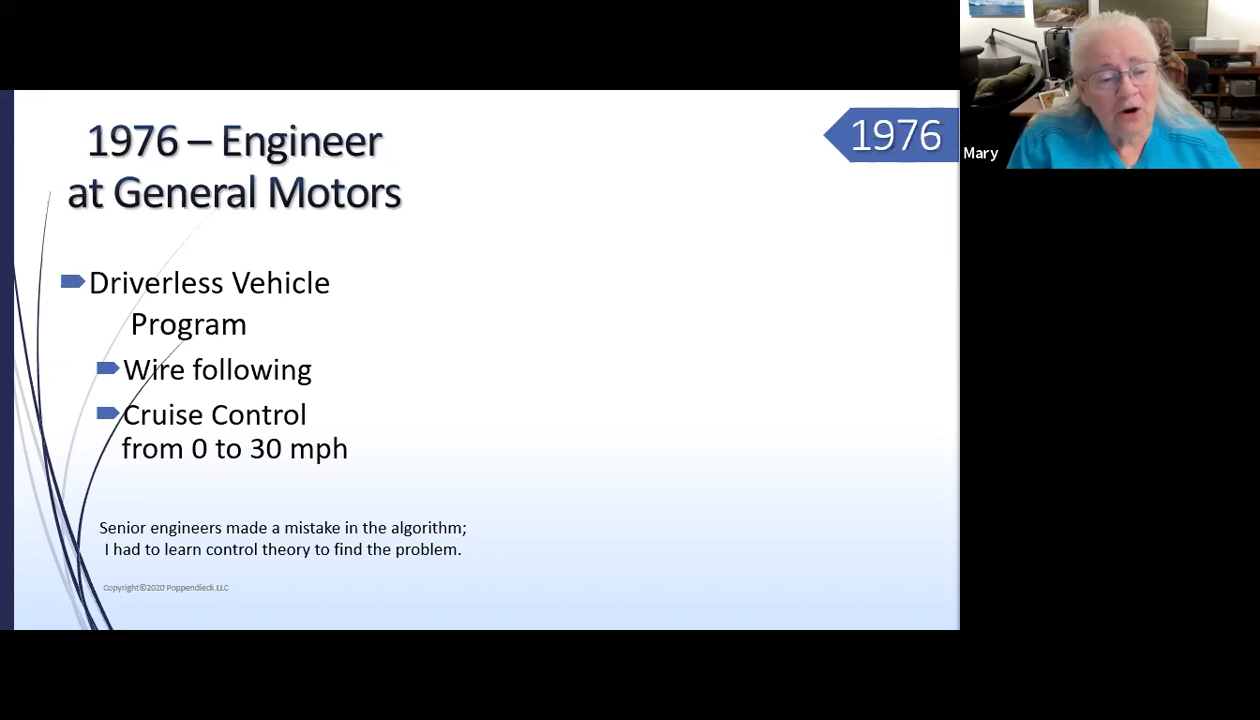 1976 – Engineer
at General Motors
1976
Mary
Driverless Vehicle
Program
Wire following
Cruise Control
from 0 to 30 mph
Senior engineers made a mistake in the algorithm;
I had to learn control theory to find the problem.
Copyright©2020 Poppendieck.LLC